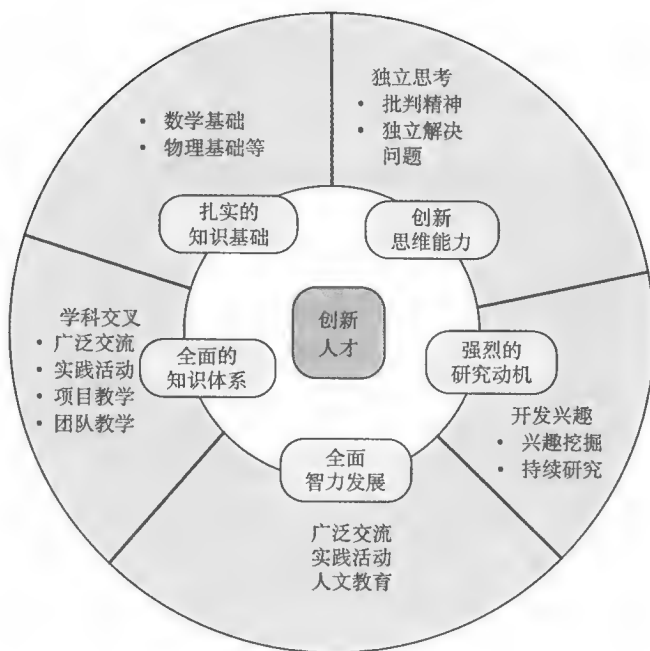 独立思考
• 批判精神
• 独立解决
问题
• 数学基础
• 物理基础等
扎实的
知识基础
创新
思维能力
创新
人才
学科交叉
• 广泛交流
• 实践活动
• 项目教学
• 团队教学
全面的
知识体系
强烈的
研究动机
开发兴趣
• 兴趣挖掘
• 持续研究
全面
智力发展
广泛交流
实践活动
人文教育